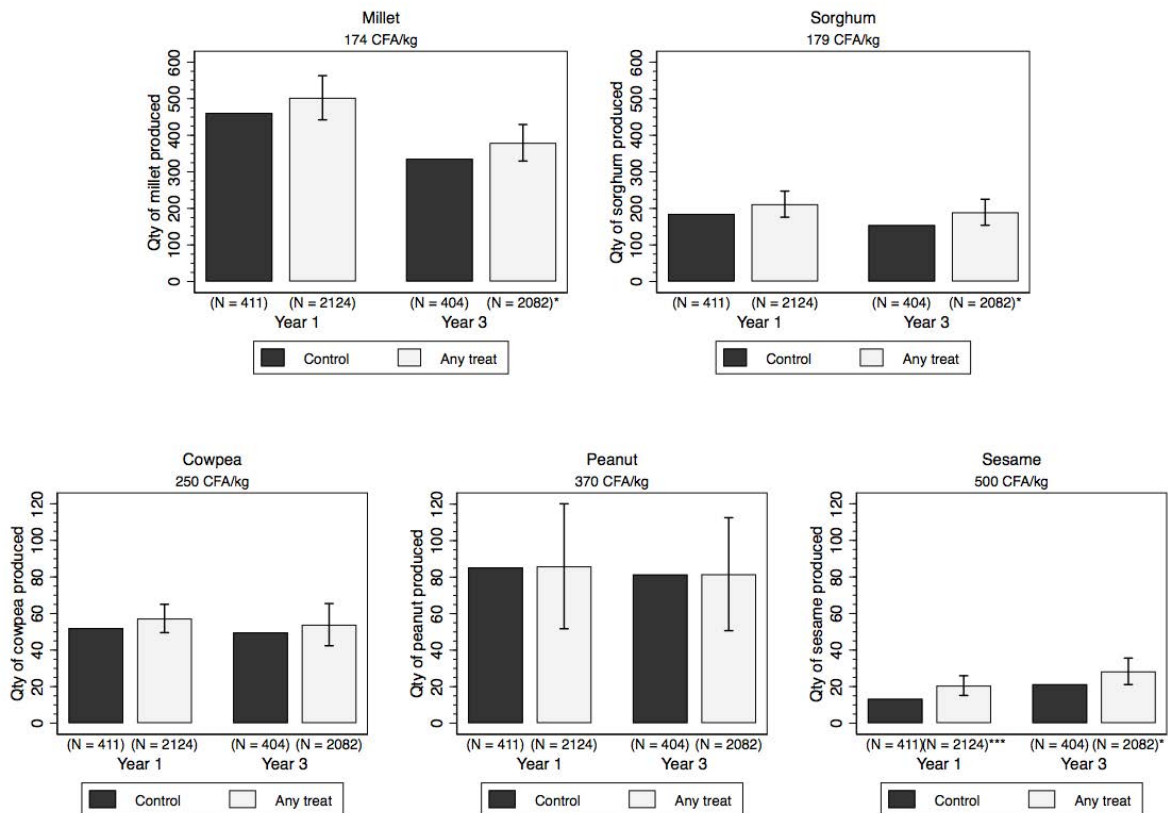 Millet
174 CFA/kg
Qty of millet produced
600
500
400
300
200
100
0
(N = 411) (N = 2124) (N = 404) (N = 2082)*
Year 1 Year 3
Control Any treat
Sorghum
179 CFA/kg
Qty of sorghum produced
600
500
400
300
200
100
0
(N = 411) (N = 2124) (N = 404) (N = 2082)*
Year 1 Year 3
Control Any treat
Cowpea
250 CFA/kg
Qty of cowpea produced
120
100
80
60
40
20
0
(N = 411) (N = 2124) (N = 404) (N = 2082)
Year 1 Year 3
Control Any treat
Peanut
370 CFA/kg
Qty of peanut produced
120
100
80
60
40
20
0
(N = 411) (N = 2124) (N = 404) (N = 2082)
Year 1 Year 3
Control Any treat
Sesame
500 CFA/kg
Qty of sesame produced
120
100
80
60
40
20
0
(N = 411)(N = 2124)*** (N = 404) (N = 2082)*
Year 1 Year 3
Control Any treat